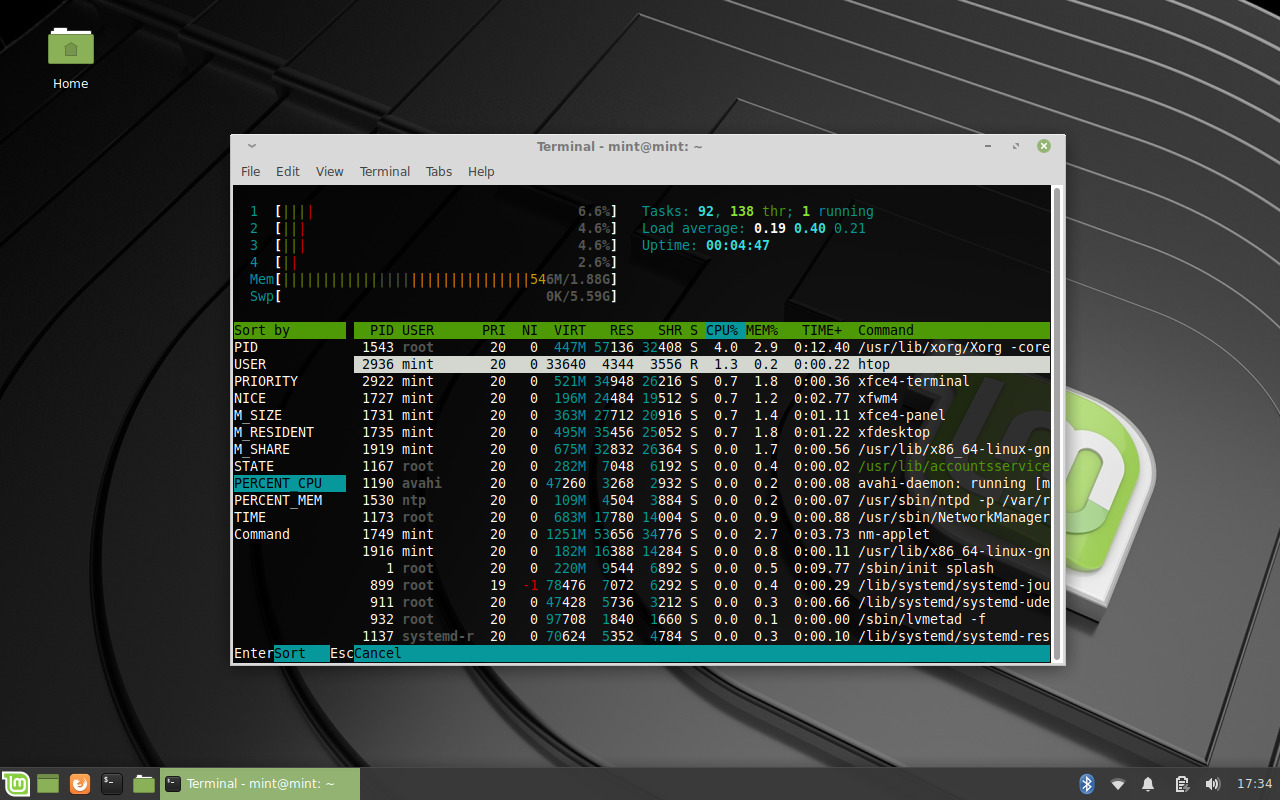 Home
Terminal - mint@mint: ~
File Edit View Terminal Tabs Help
1 [|||| 6.6%] Tasks: 92, 138 thr; 1 running
2 [||| 4.6%] Load average: 0.19 0.40 0.21
3 [||| 4.6%] Uptime: 00:04:47
4 [|| 2.6%]
Mem[|||||||||||||||||||||||||||||||546M/1.88G]
Swp[ 0K/5.59G]
Sort by PID USER PRI NI VIRT RES SHR S CPU% MEM% TIME+ Command
PID 1543 root 20 0 447M 57136 32408 S 4.0 2.9 0:12.40 /usr/lib/xorg/Xorg -core
USER 2936 mint 20 0 33640 4344 3556 R 1.3 0.2 0:00.22 htop
PRIORITY 2922 mint 20 0 521M 34948 26216 S 0.7 1.8 0:00.36 xfce4-terminal
NICE 1727 mint 20 0 196M 24484 19512 S 0.7 1.2 0:02.77 xfwm4
M_SIZE 1731 mint 20 0 363M 27712 20916 S 0.7 1.4 0:01.11 xfce4-panel
M_RESIDENT 1735 mint 20 0 495M 35456 25052 S 0.7 1.8 0:01.22 xfdesktop
M_SHARE 1919 mint 20 0 675M 32832 26364 S 0.0 1.7 0:00.56 /usr/lib/x86_64-linux-gn
STATE 1167 root 20 0 282M 7048 6192 S 0.0 0.4 0:00.02 /usr/lib/accountsservice
PERCENT_CPU 1190 avahi 20 0 47260 3268 2932 S 0.0 0.2 0:00.08 avahi-daemon: running [m
PERCENT_MEM 1530 ntp 20 0 109M 4504 3884 S 0.0 0.2 0:00.07 /usr/sbin/ntpd -p /var/r
TIME 1173 root 20 0 683M 17780 14004 S 0.0 0.9 0:00.88 /usr/sbin/NetworkManager
Command 1749 mint 20 0 1251M 53656 34776 S 0.0 2.7 0:03.73 nm-applet
1916 mint 20 0 182M 16388 14284 S 0.0 0.8 0:00.11 /usr/lib/x86_64-linux-gn
1 root 20 0 220M 9544 6892 S 0.0 0.5 0:09.77 /sbin/init splash
899 root 19 -1 78476 7072 6292 S 0.0 0.4 0:00.29 /lib/systemd/systemd-jou
911 root 20 0 47428 5736 3212 S 0.0 0.3 0:00.66 /lib/systemd/systemd-ude
932 root 20 0 97708 1840 1660 S 0.0 0.1 0:00.00 /sbin/lvmetad -f
1137 systemd-r 20 0 70624 5352 4784 S 0.0 0.3 0:00.10 /lib/systemd/systemd-res
EnterSort EscCancel
Terminal - mint@mint: ~
17:34